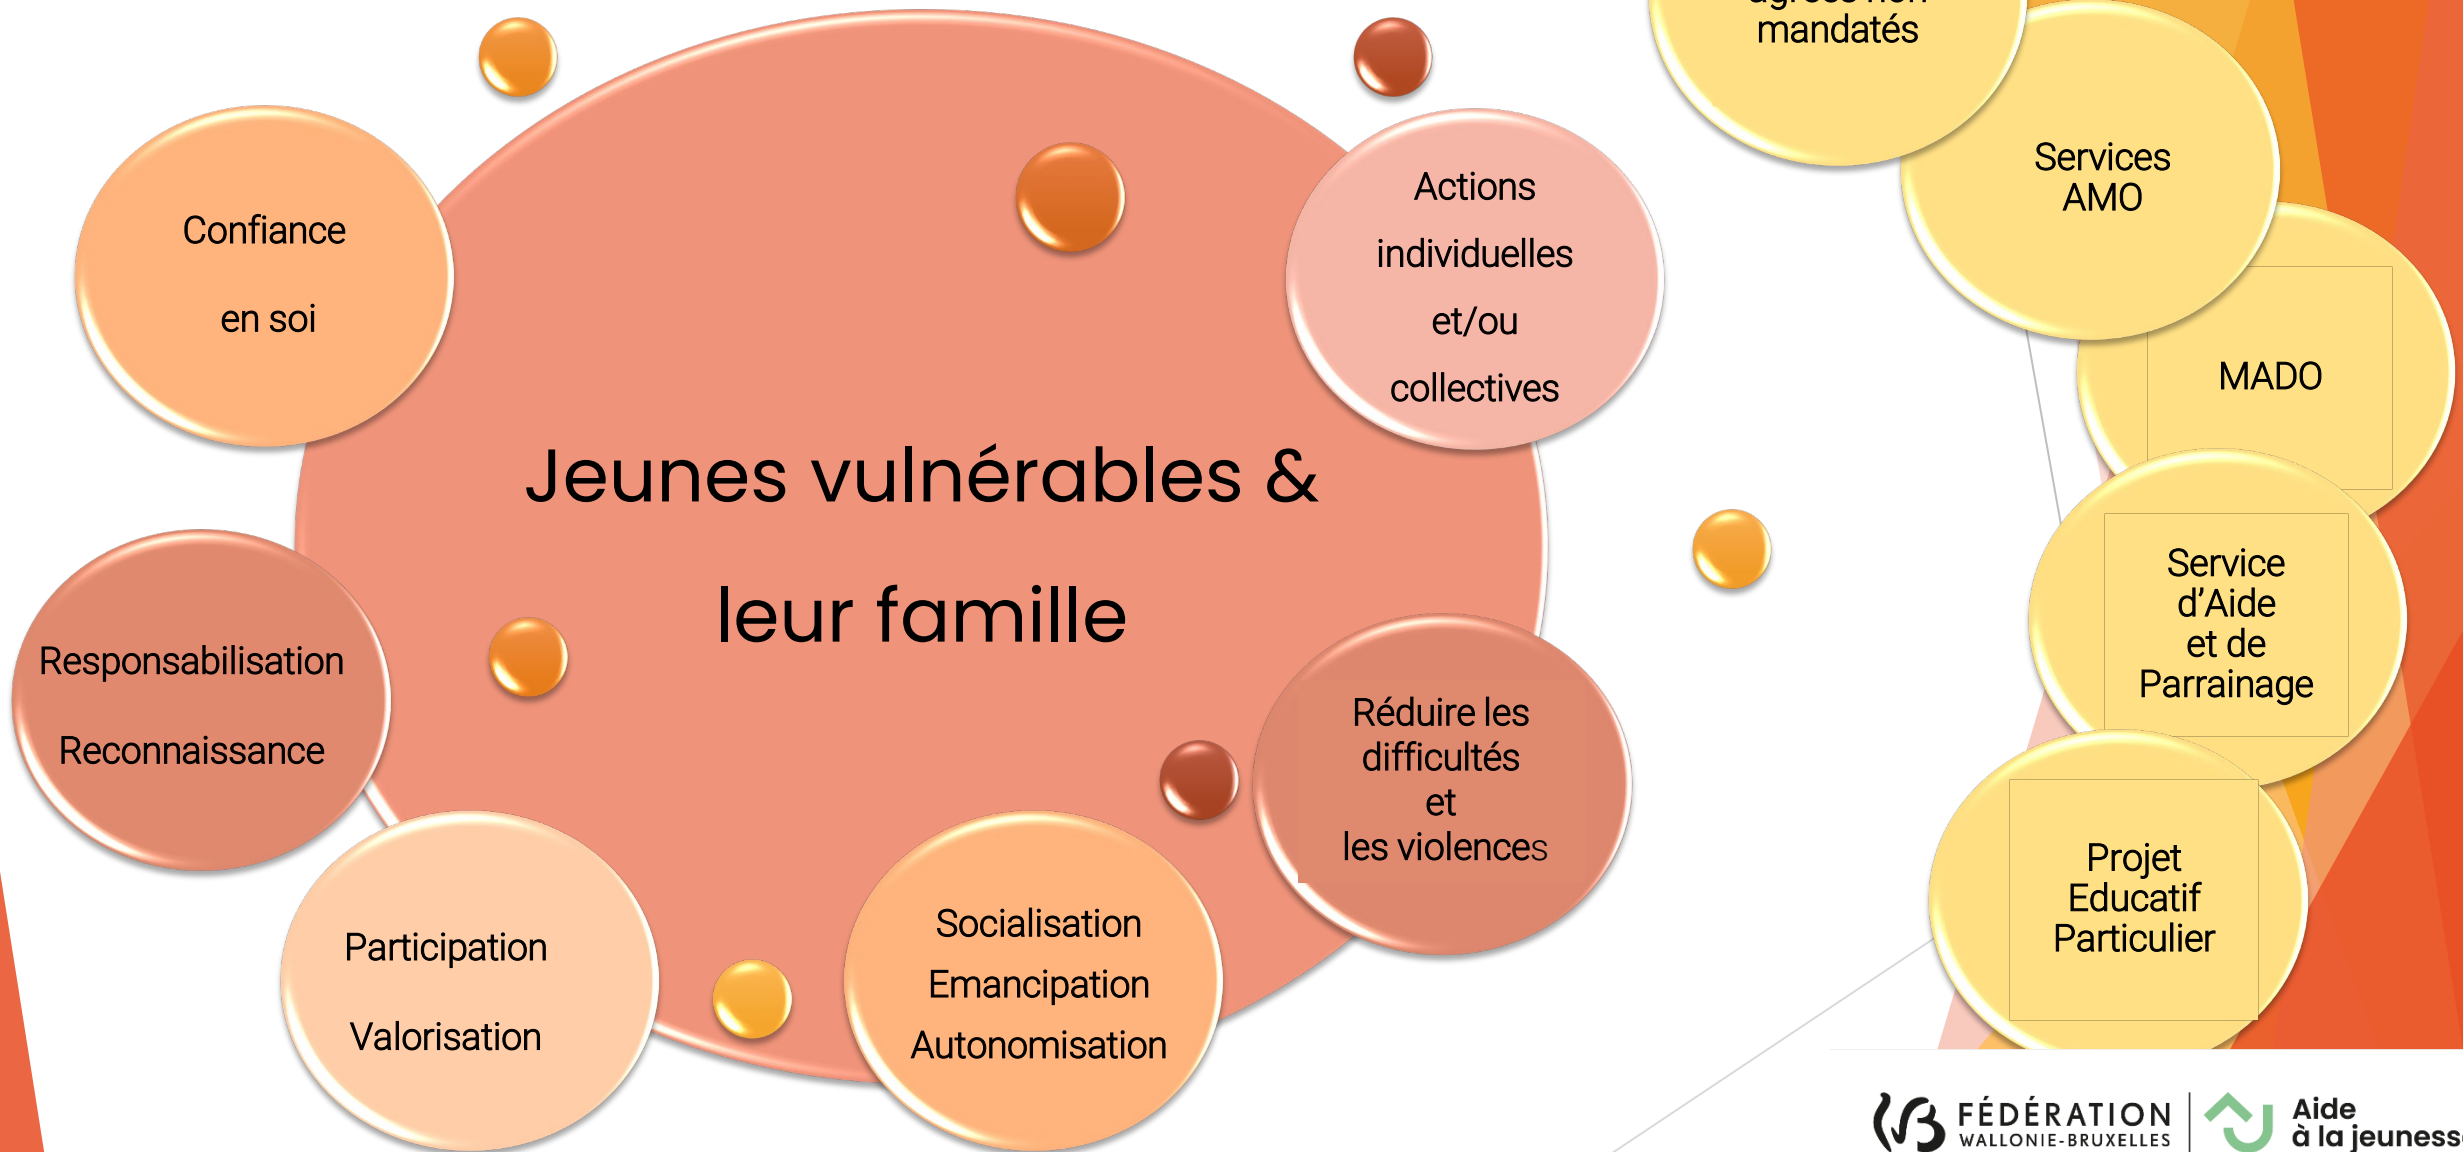 mandatés
Services
AMO
MADO
Service
d’Aide
et de
Parrainage
Projet
Educatif
Particulier
Confiance
en soi
Actions
individuelles
et/ou
collectives
Jeunes vulnérables &
leur famille
Responsabilisation
Reconnaissance
Réduire les
difficultés
et
les violences
Participation
Valorisation
Socialisation
Emancipation
Autonomisation
FÉDÉRATION
WALLONIE-BRUXELLES
Aide
à la jeunesse